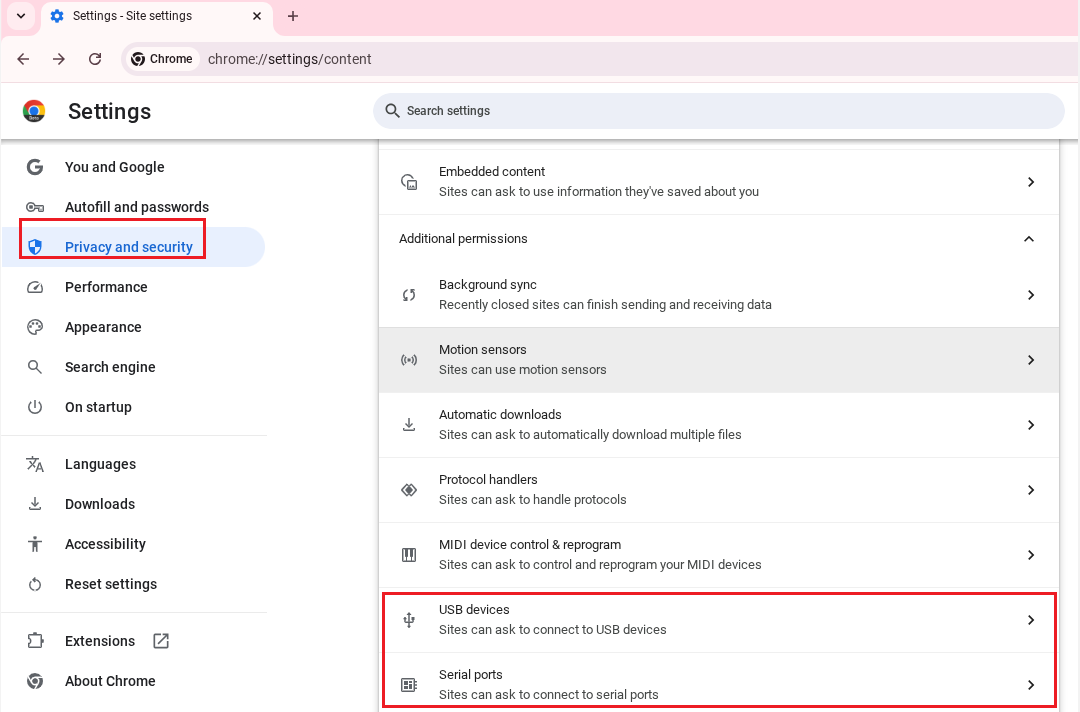 Settings - Site settings
Chrome
chrome://settings/content
Settings
Search settings
You and Google
Autofill and passwords
Privacy and security
Performance
Appearance
Search engine
On startup
Languages
Downloads
Accessibility
Reset settings
Extensions
About Chrome
Embedded content
Sites can ask to use information they've saved about you
Additional permissions
Background sync
Recently closed sites can finish sending and receiving data
Motion sensors
Sites can use motion sensors
Automatic downloads
Sites can ask to automatically download multiple files
Protocol handlers
Sites can ask to handle protocols
MIDI device control & reprogram
Sites can ask to control and reprogram your MIDI devices
USB devices
Sites can ask to connect to USB devices
Serial ports
Sites can ask to connect to serial ports